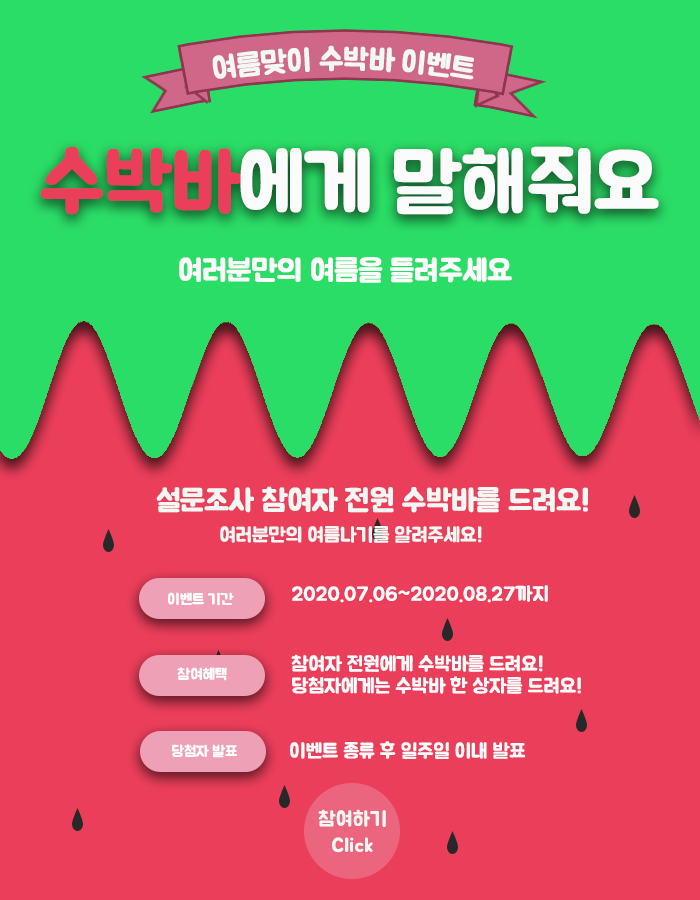 여름맞이 수박바 이벤트
수박바에게 말해줘요
여러분만의 여름을 들려주세요
설문조사 참여자 전원 수박바를 드려요!
여러분만의 여름나기를 알려주세요!
이벤트 기간
2020.07.06~2020.08.27까지
참여혜택
참여자 전원에게 수박바를 드려요!
당첨자에게는 수박바 한 상자를 드려요!
당첨자 발표
이벤트 종류 후 일주일 이내 발표
참여하기
Click